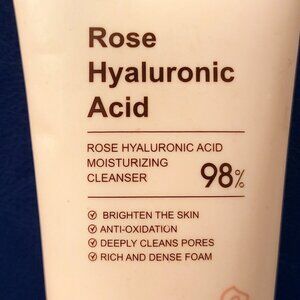 Rose
Hyaluronic
Acid
ROSE HYALURONIC ACID
MOISTURIZING
CLEANSER 98%
BRIGHTEN THE SKIN
ANTI-OXIDATION
DEEPLY CLEANS PORES
RICH AND DENSE FOAM